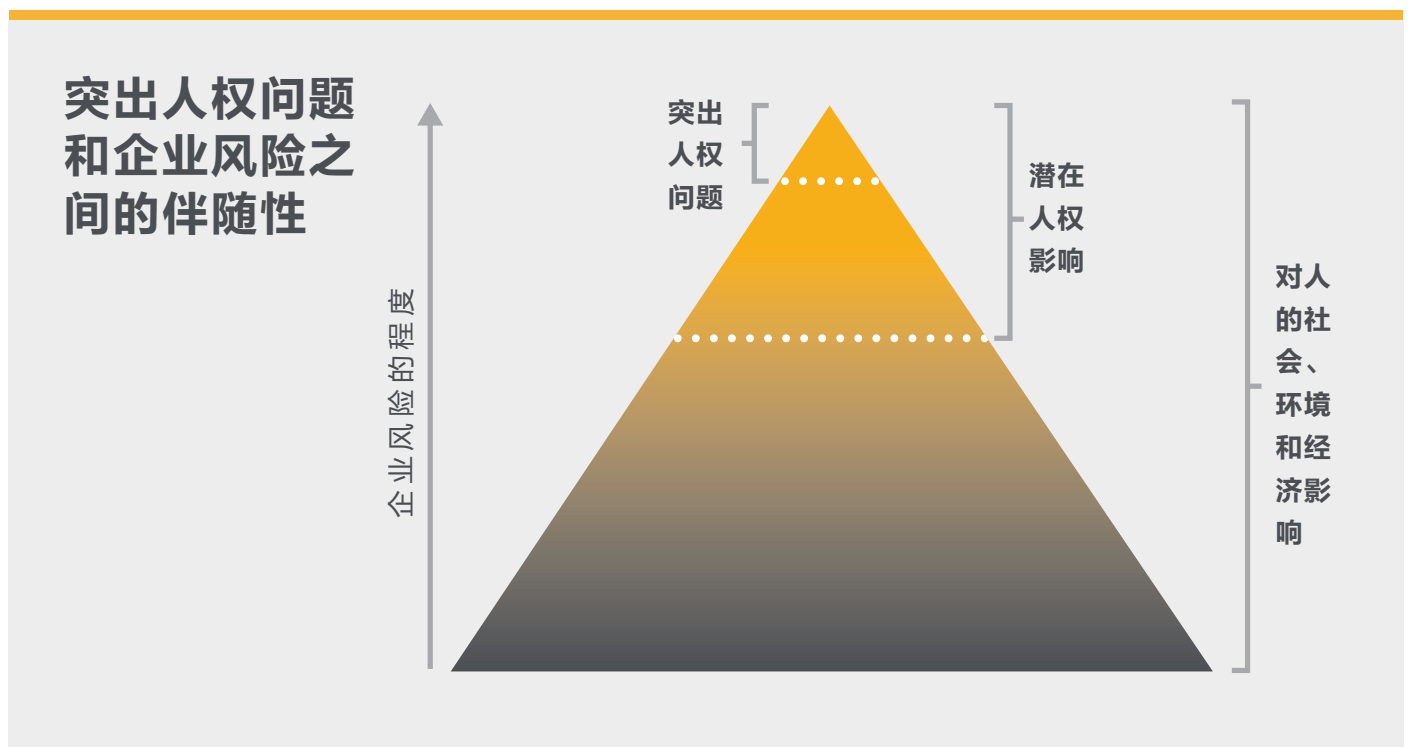 突出人权问题
和企业风险之
间的伴随性
企业风险的程度
突出
人权
问题
潜在
人权
影响
对人
的社
会、
环境
和经
济影
响